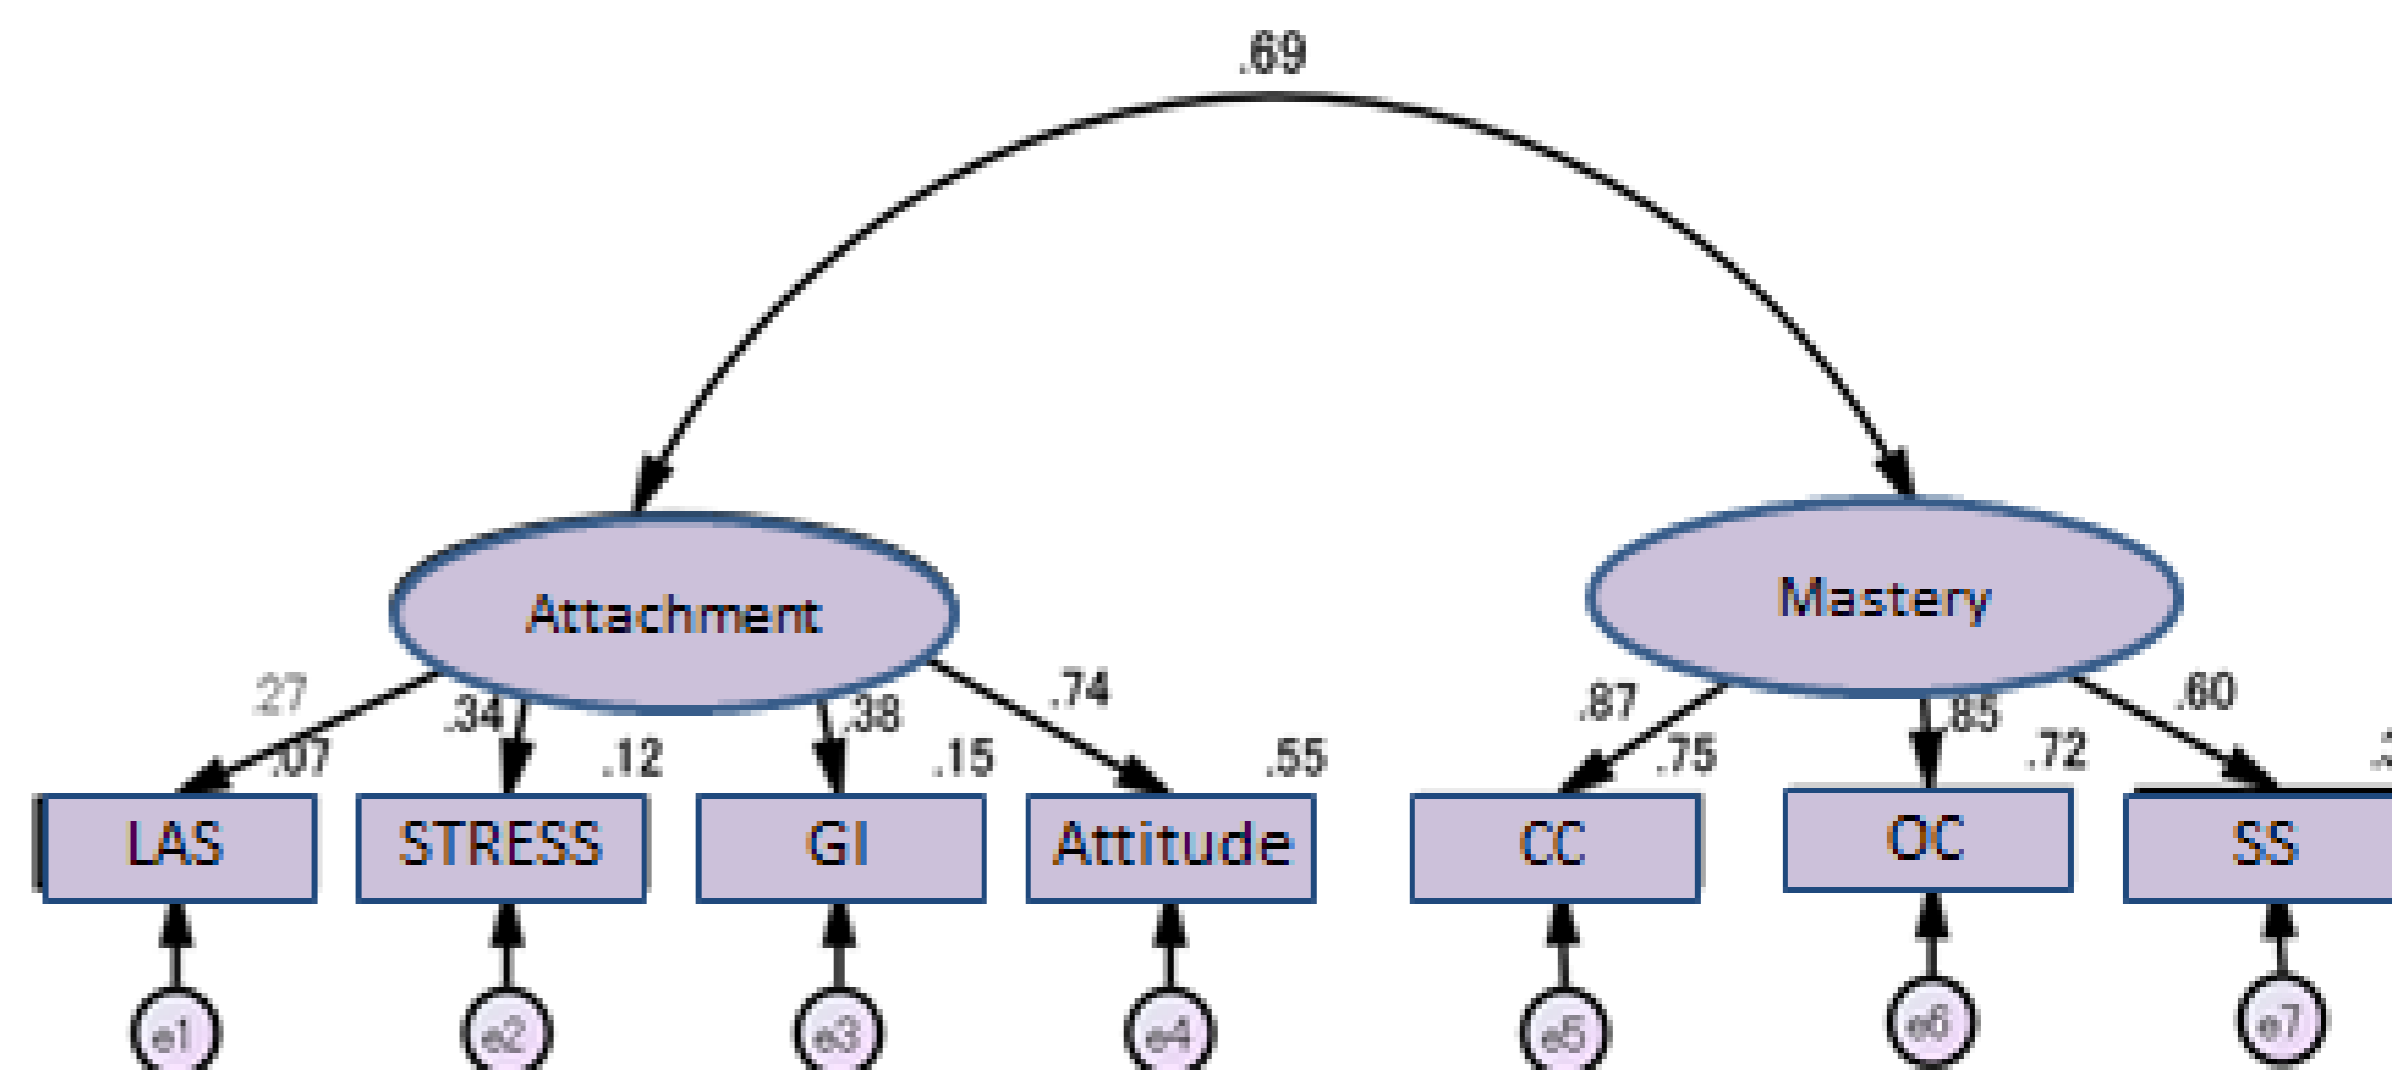 .69
Attachment
Mastery
.27
.34
.38
.74
.87
.85
.60
.07
.12
.15
.55
.75
.72
LAS
STRESS
GI
Attitude
CC
OC
SS
e1
e2
e3
e4
e5
e6
e7